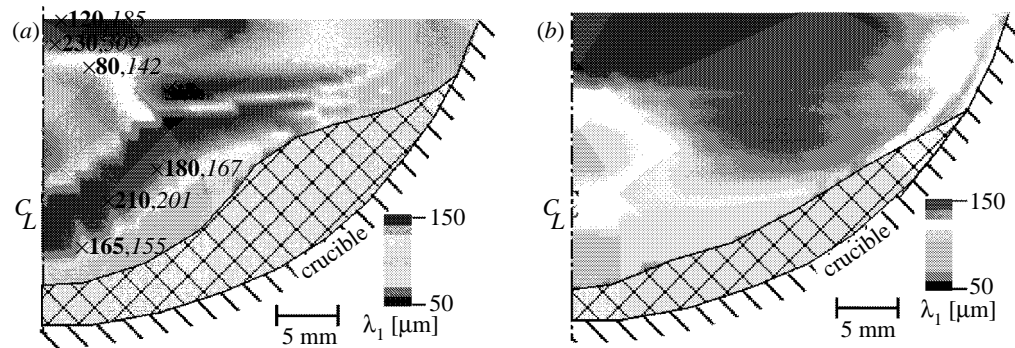 (a)
×120,185
×230,309
×80,142
×180,167
×210,201
×165,155
C
L
crucible
150
50
λ1 [μm]
5 mm
(b)
C
L
crucible
150
50
λ1 [μm]
5 mm